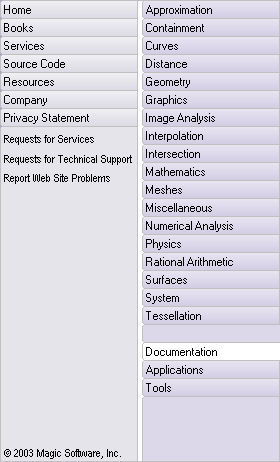 Home
Books
Services
Source Code
Resources
Company
Privacy Statement
Requests for Services
Requests for Technical Support
Report Web Site Problems
© 2003 Magic Software, Inc.
Approximation
Containment
Curves
Distance
Geometry
Graphics
Image Analysis
Interpolation
Intersection
Mathematics
Meshes
Miscellaneous
Numerical Analysis
Physics
Rational Arithmetic
Surfaces
System
Tessellation
Documentation
Applications
Tools